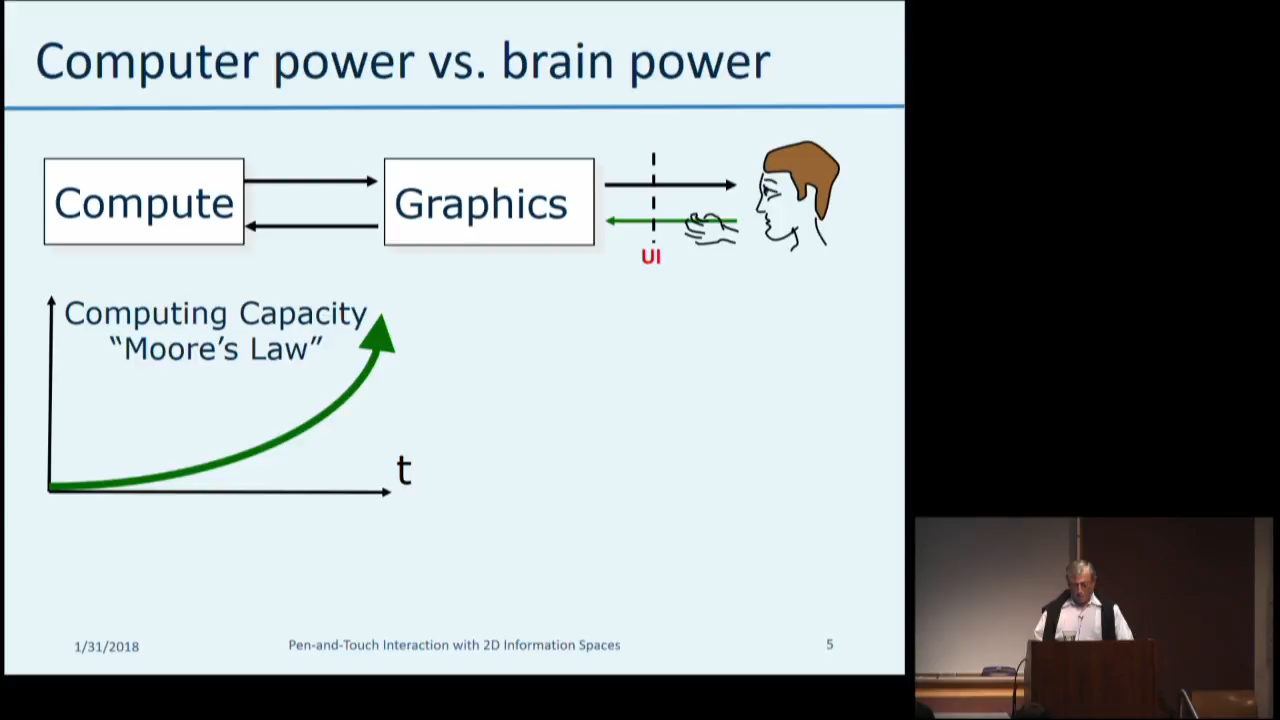 Computer power vs. brain power
Compute
Graphics
UI
Computing Capacity
“Moore’s Law”
t
1/31/2018
Pen-and-Touch Interaction with 2D Information Spaces
5